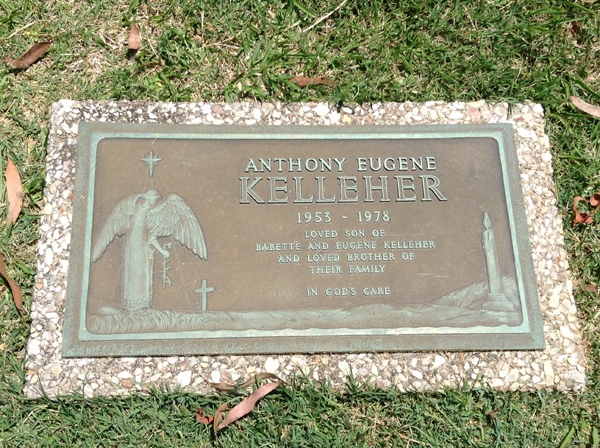 ANTHONY EUGENE
KELLEHER
1953 - 1978
LOVED SON OF
BABETTE AND EUGENE KELLEHER
AND LOVED BROTHER OF
THEIR FAMILY
IN GOD'S CARE